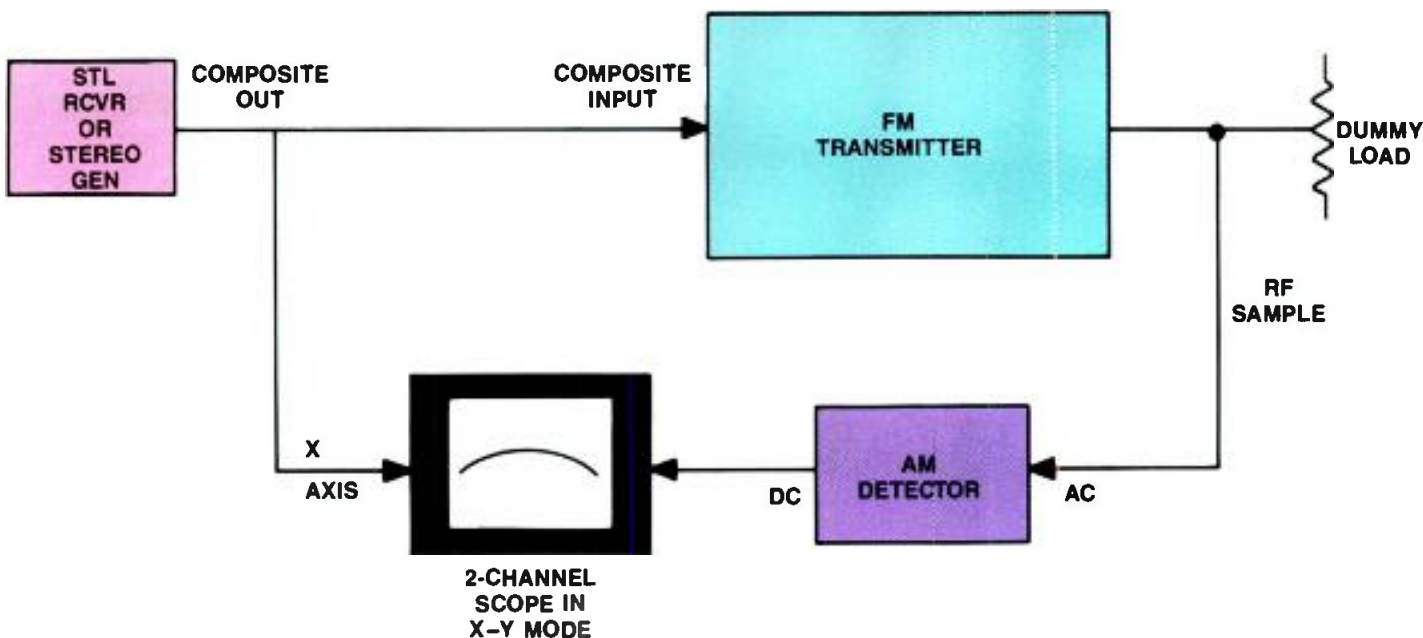 STL
RCVR
OR
STEREO
GEN
COMPOSITE
OUT
COMPOSITE
INPUT
FM
TRANSMITTER
DUMMY
LOAD
RF
SAMPLE
X
AXIS
DC
AM
DETECTOR
AC
2-CHANNEL
SCOPE IN
X–Y MODE